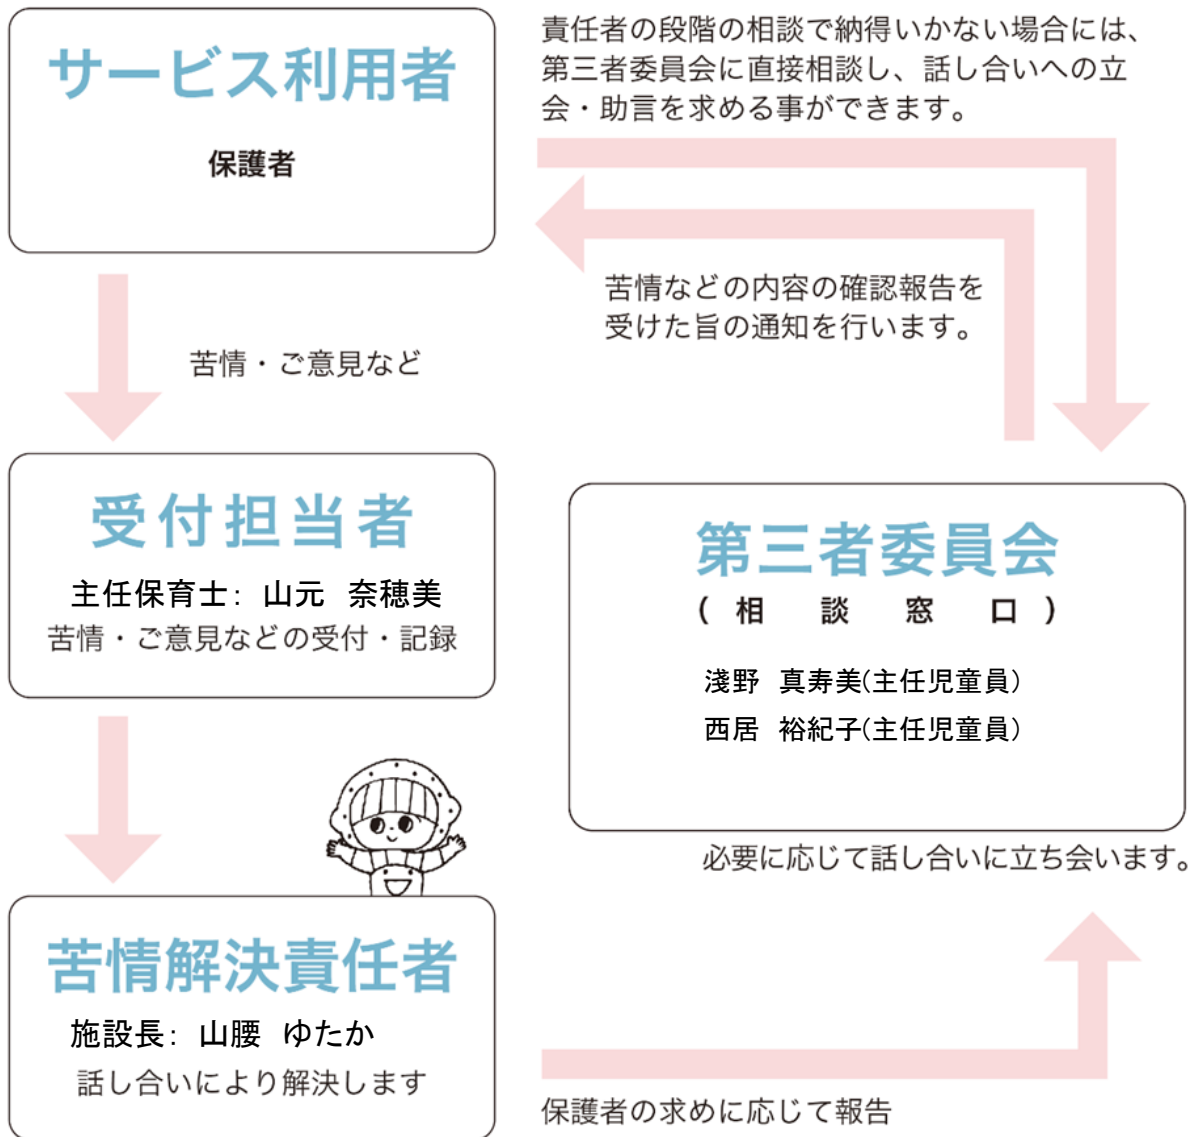 サービス利用者
保護者
責任者の段階の相談で納得いかない場合には、
第三者委員会に直接相談し、話し合いへの立
会・助言を求める事ができます。
苦情などの内容の確認報告を
受けた旨の通知を行います。
苦情・ご意見など
受付担当者
主任保育士： 山元　奈穂美
苦情・ご意見などの受付・記録
第三者委員会
(相談窓口)
淺野　真寿美(主任児童員)
西居　裕紀子(主任児童員)
必要に応じて話し合いに立ち会います。
苦情解決責任者
施設長： 山腰　ゆたか
話し合いにより解決します
保護者の求めに応じて報告